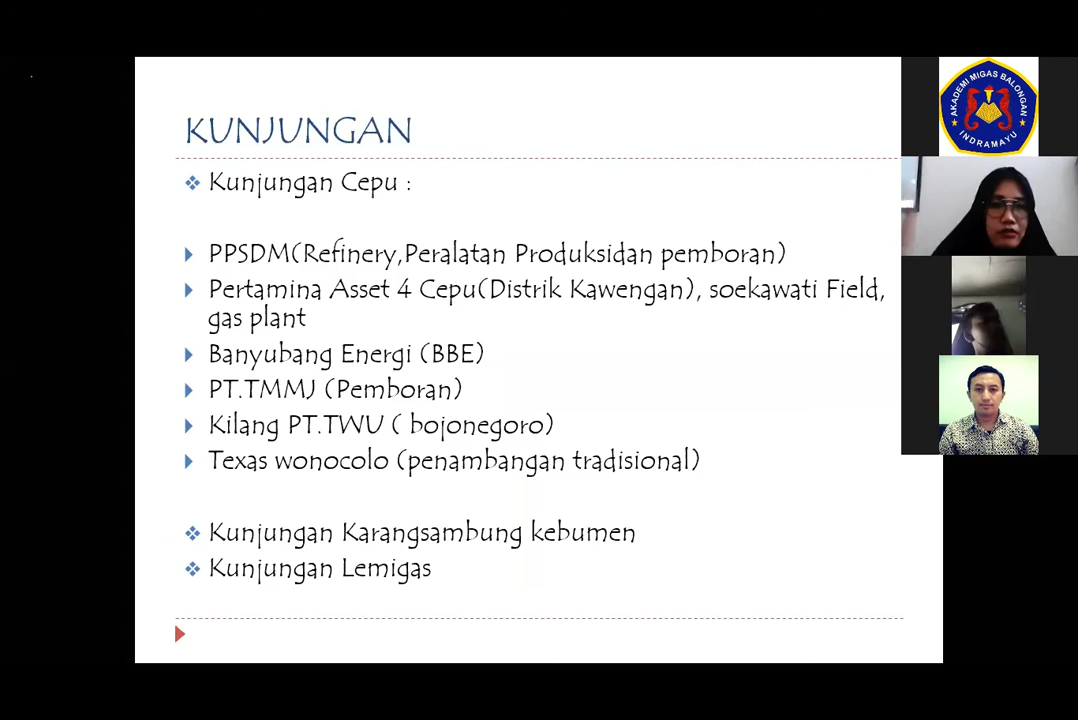 KUNJUNGAN
Kunjungan Cepu :
PPSDM(Refinery,Peralatan Produksidan pemboran)
Pertamina Asset 4 Cepu(Distrik Kawengan), soekawati Field,
gas plant
Banyubang Energi (BBE)
PT.TMMJ (Pemboran)
Kilang PT.TWU ( bojonegoro)
Texas wonocolo (penambangan tradisional)
Kunjungan Karangsambung kebumen
Kunjungan Lemigas
AKADEMI MIGAS BALONGAN
INDRAMAYU